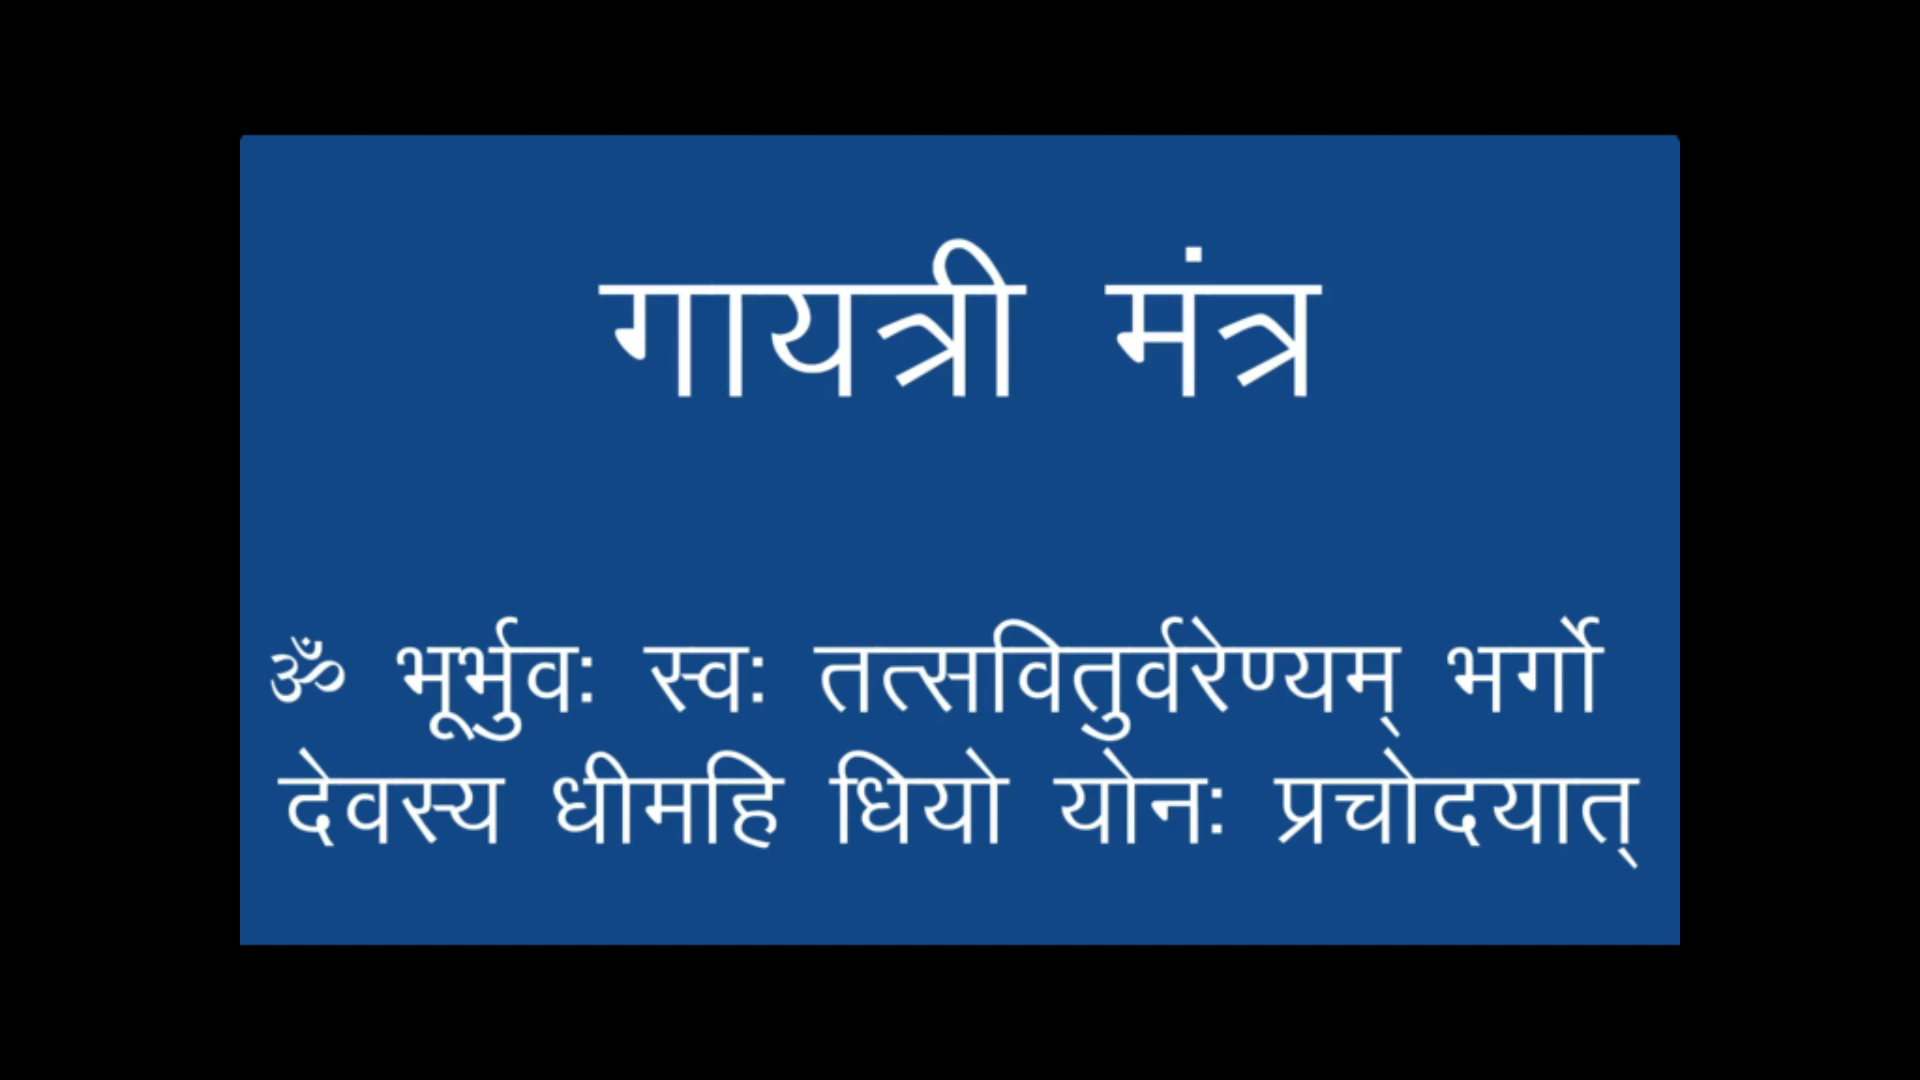 गायत्री मंत्र
ॐ भूर्भुवः स्वः तत्सवितुर्वरेण्यम् भर्गो
देवस्य धीमहि धियो योनः प्रचोदयात्